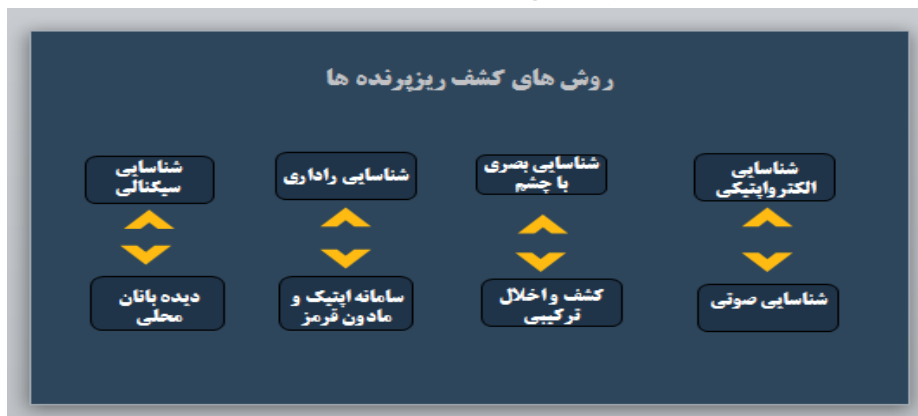 روش های کشف ریزپرنده ها
شناسایی
الکترواپتیکی
شناسایی بصری
با چشم
شناسایی راداری
شناسایی
سیکنالی
شناسایی صوتی
کشف و اخلال
ترکیبی
سامانه اپتیک و
مادون قرمز
دیده بانان
محلی